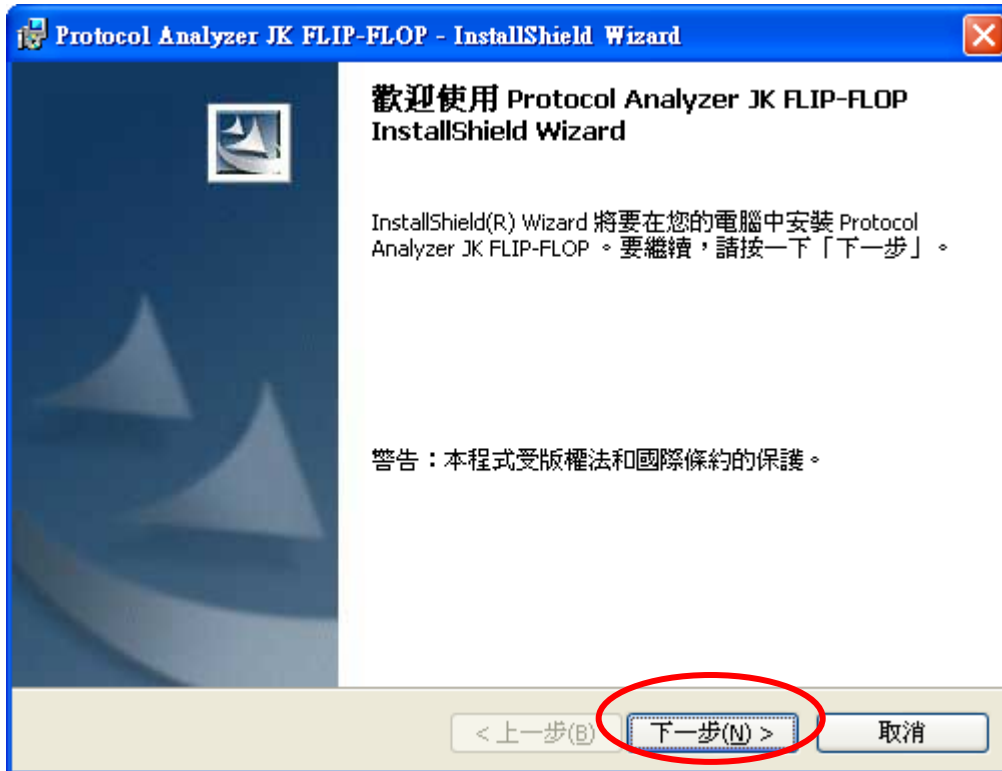 Protocol Analyzer JK FLIP-FLOP - InstallShield Wizard
歡迎使用 Protocol Analyzer JK FLIP-FLOP
InstallShield Wizard
InstallShield(R) Wizard 將要在您的電腦中安裝 Protocol
Analyzer JK FLIP-FLOP 。要繼續，請按一下「下一步」。
警告：本程式受版權法和國際條約的保護。
< 上一步(B)
下一步(N) >
取消